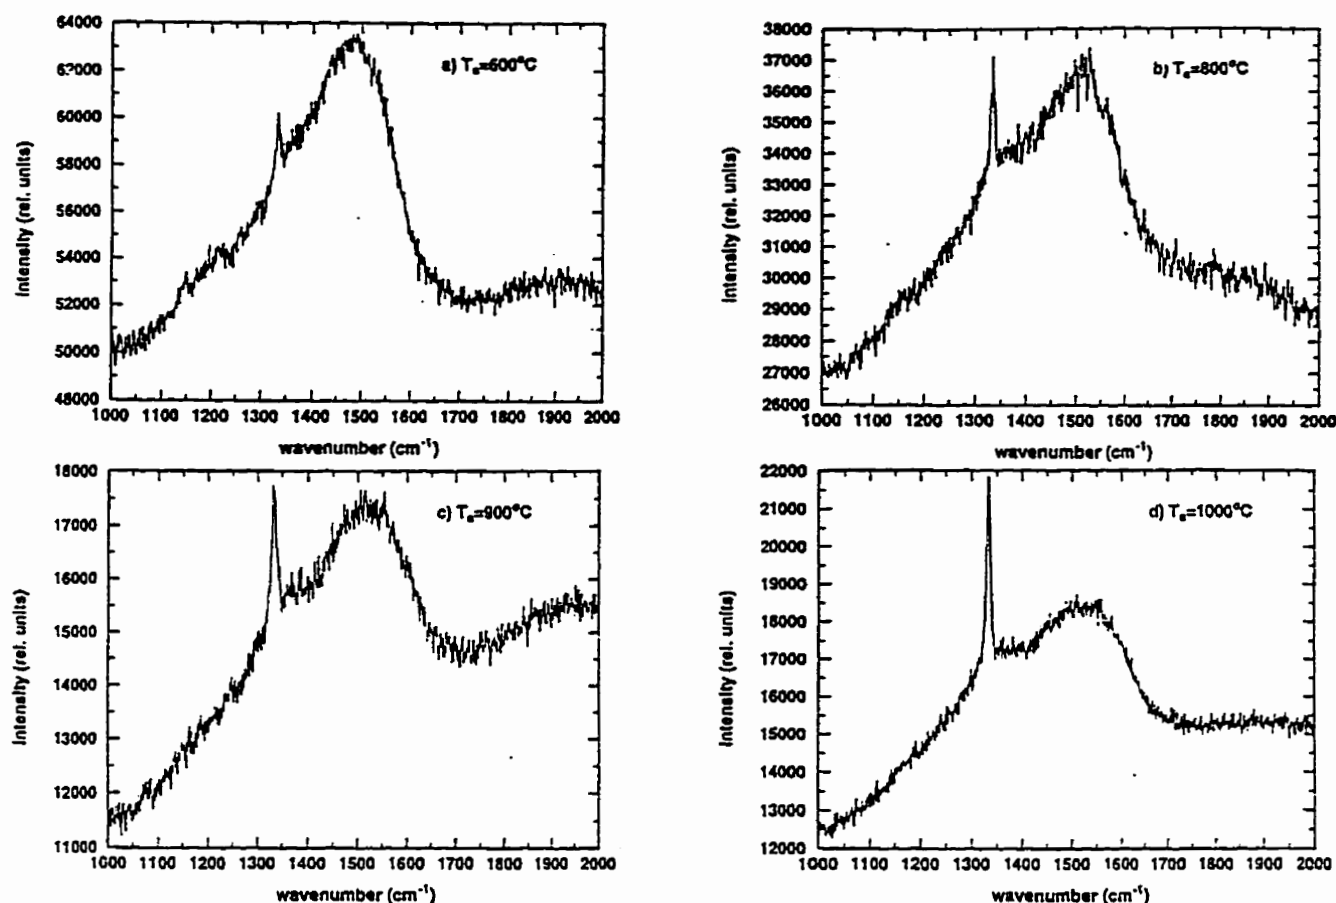 a) Tₛ=600°C
Intensity (rel. units)
64000
62000
60000
58000
56000
54000
52000
50000
48000
1000 1100 1200 1300 1400 1500 1600 1700 1800 1900 2000
wavenumber (cm⁻¹)
b) Tₛ=800°C
Intensity (rel. units)
38000
37000
36000
35000
34000
33000
32000
31000
30000
29000
28000
27000
26000
1000 1100 1200 1300 1400 1500 1600 1700 1800 1900 2000
wavenumber (cm⁻¹)
c) Tₛ=900°C
Intensity (rel. units)
18000
17000
16000
15000
14000
13000
12000
11000
1000 1100 1200 1300 1400 1500 1600 1700 1800 1900 2000
wavenumber (cm⁻¹)
d) Tₛ=1000°C
Intensity (rel. units)
22000
21000
20000
19000
18000
17000
16000
15000
14000
13000
12000
1000 1100 1200 1300 1400 1500 1600 1700 1800 1900 2000
wavenumber (cm⁻¹)